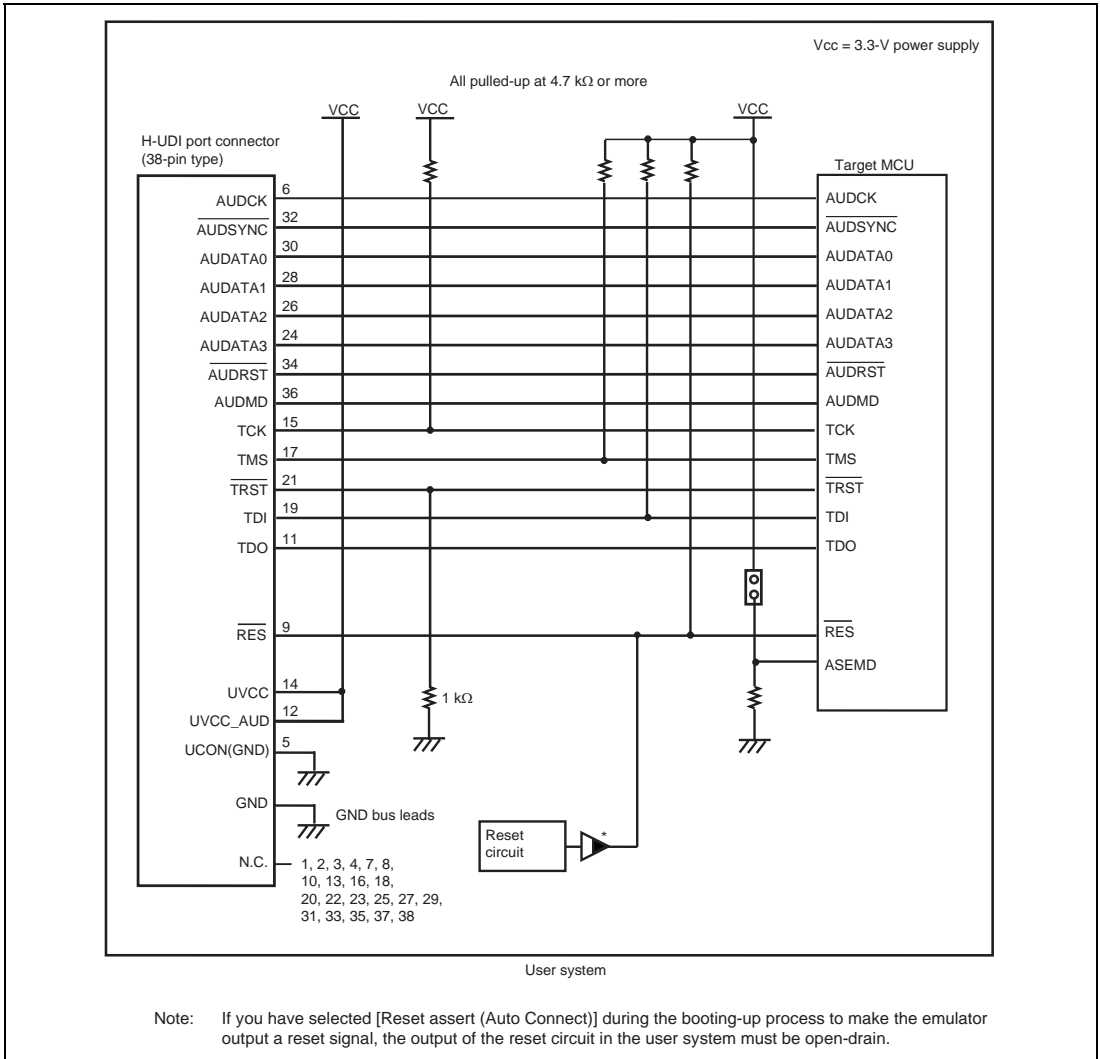 Vcc = 3.3-V power supply
All pulled-up at 4.7 kΩ or more
VCC VCC VCC
H-UDI port connector
(38-pin type)
Target MCU
AUDCK 6 AUDCK
AUDSYNC 32 AUDSYNC
AUDATA0 30 AUDATA0
AUDATA1 28 AUDATA1
AUDATA2 26 AUDATA2
AUDATA3 24 AUDATA3
AUDRST 34 AUDRST
AUDMD 36 AUDMD
TCK 15 TCK
TMS 17 TMS
TRST 21 TRST
TDI 19 TDI
TDO 11 TDO
RES 9 RES
ASEMD
UVCC 14
1 kΩ
UVCC_AUD 12
UCON(GND) 5
GND
GND bus leads
Reset
circuit
*
N.C. 1, 2, 3, 4, 7, 8,
10, 13, 16, 18,
20, 22, 23, 25, 27, 29,
31, 33, 35, 37, 38
User system
Note: If you have selected [Reset assert (Auto Connect)] during the booting-up process to make the emulator
output a reset signal, the output of the reset circuit in the user system must be open-drain.